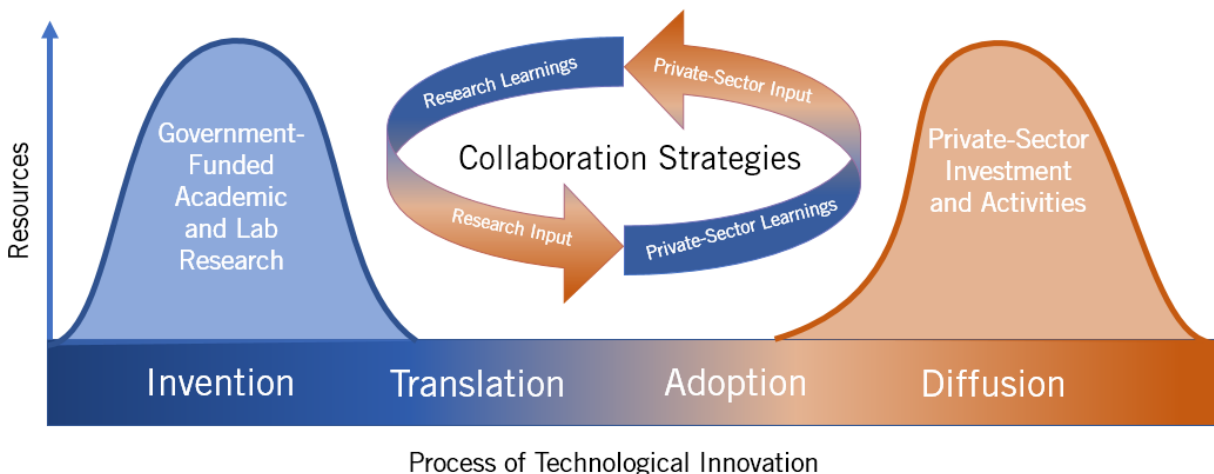 Resources
Government-
Funded
Academic
and Lab
Research
Research Learnings
Private-Sector Input
Collaboration Strategies
Research Input
Private-Sector Learnings
Private-Sector
Investment
and Activities
Invention
Translation
Adoption
Diffusion
Process of Technological Innovation